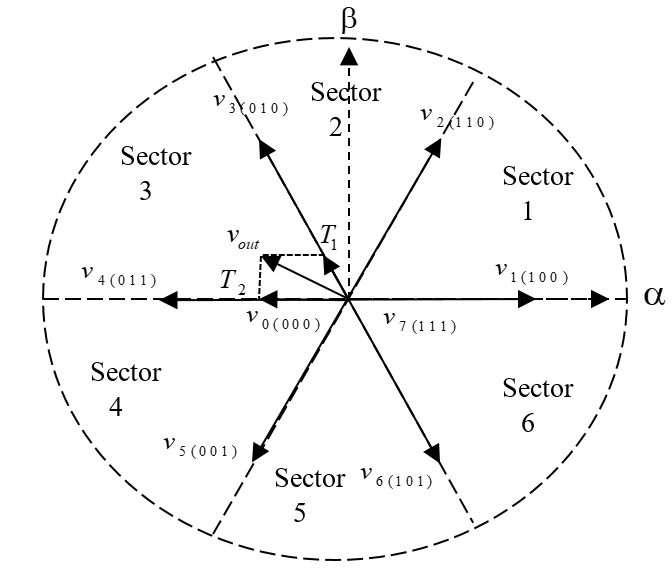 β
Sector
2
v3(010)
v2(110)
Sector
3
Sector
1
vout
T1
v4(011)
T2
v1(100)
α
v0(000)
v7(111)
Sector
4
Sector
6
v5(001)
Sector
5
v6(101)